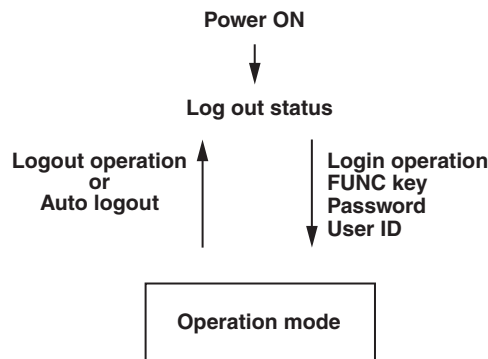 Power ON
Log out status
Logout operation
or
Auto logout
Login operation
FUNC key
Password
User ID
Operation mode